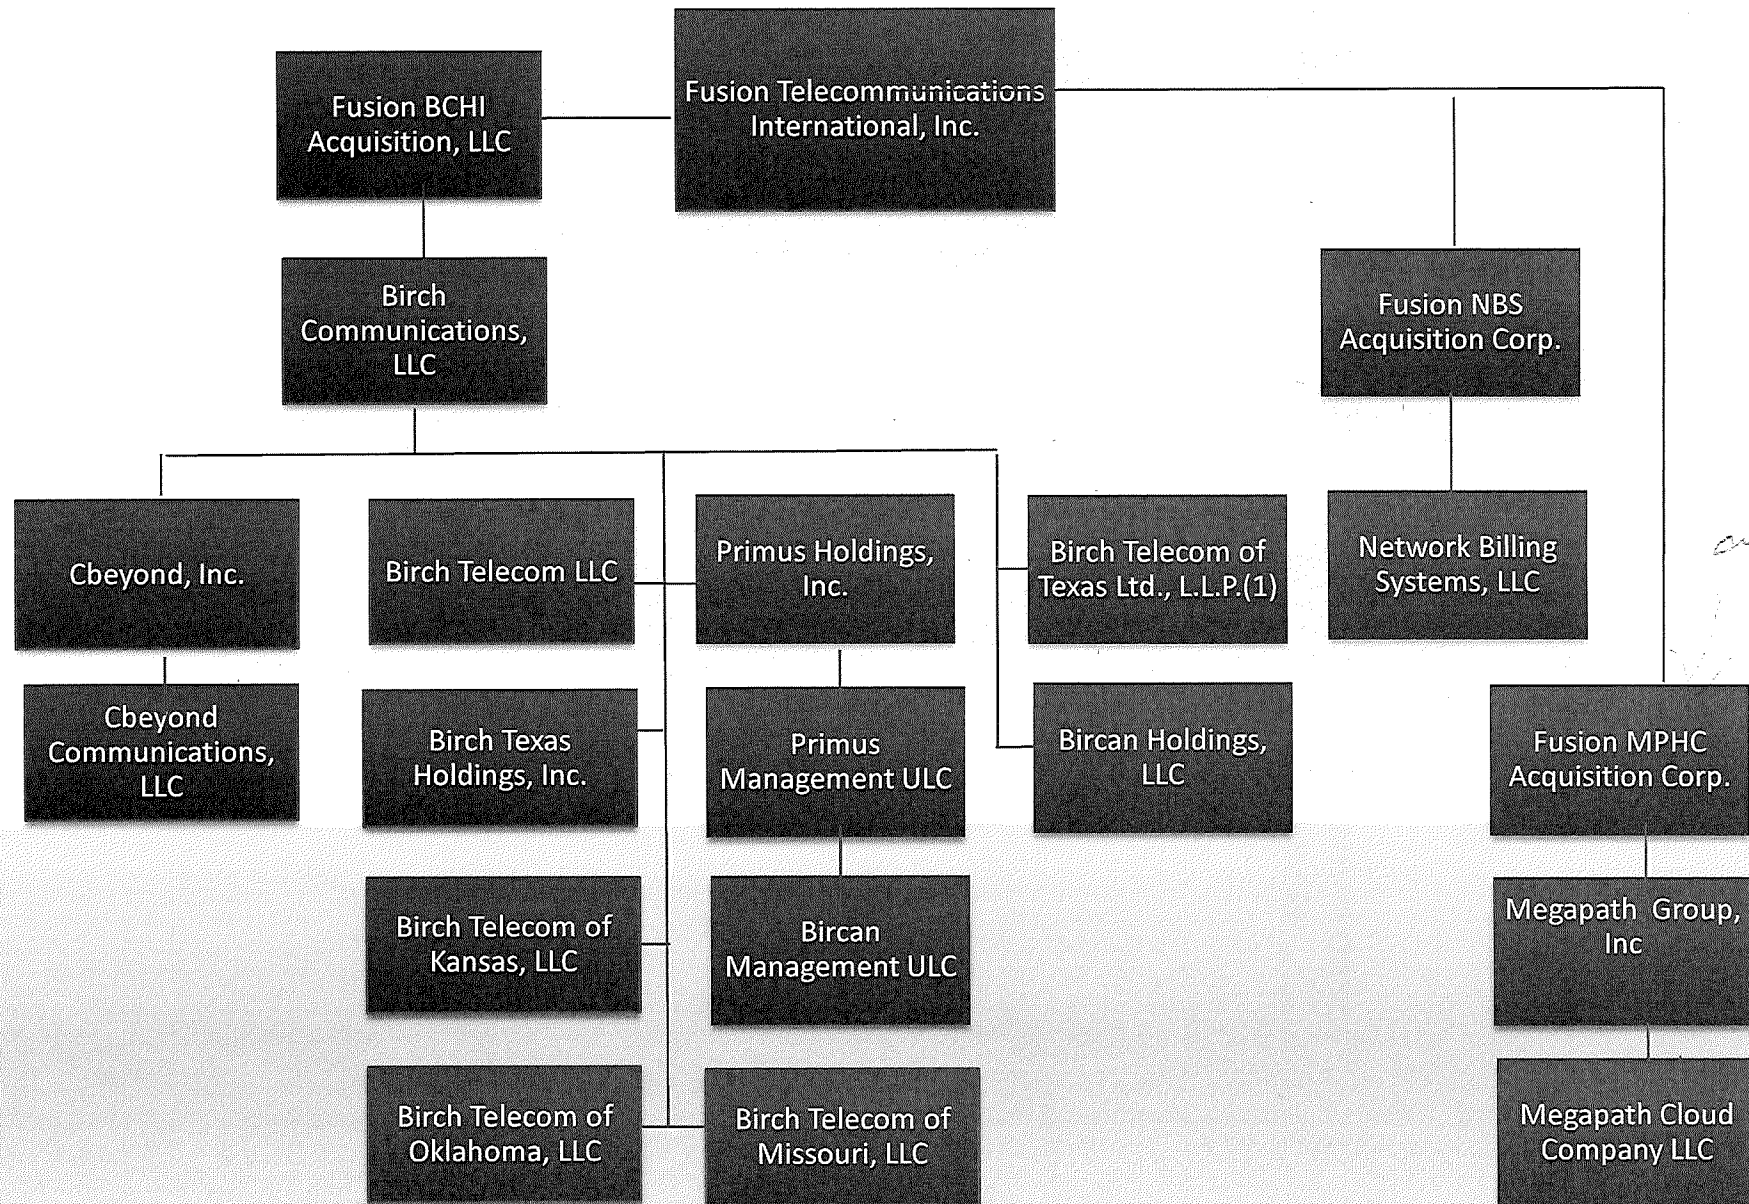 Fusion BCHI
Acquisition, LLC
Fusion Telecommunications
International, Inc.
Birch
Communications,
LLC
Fusion NBS
Acquisition Corp.
Cbeyond, Inc.
Birch Telecom LLC
Primus Holdings,
Inc.
Birch Telecom of
Texas Ltd., L.L.P.(1)
Network Billing
Systems, LLC
Cbeyond
Communications,
LLC
Birch Texas
Holdings, Inc.
Primus
Management ULC
Bircan Holdings,
LLC
Fusion MPHC
Acquisition Corp.
Birch Telecom of
Kansas, LLC
Bircan
Management ULC
Megapath Group,
Inc
Birch Telecom of
Oklahoma, LLC
Birch Telecom of
Missouri, LLC
Megapath Cloud
Company LLC